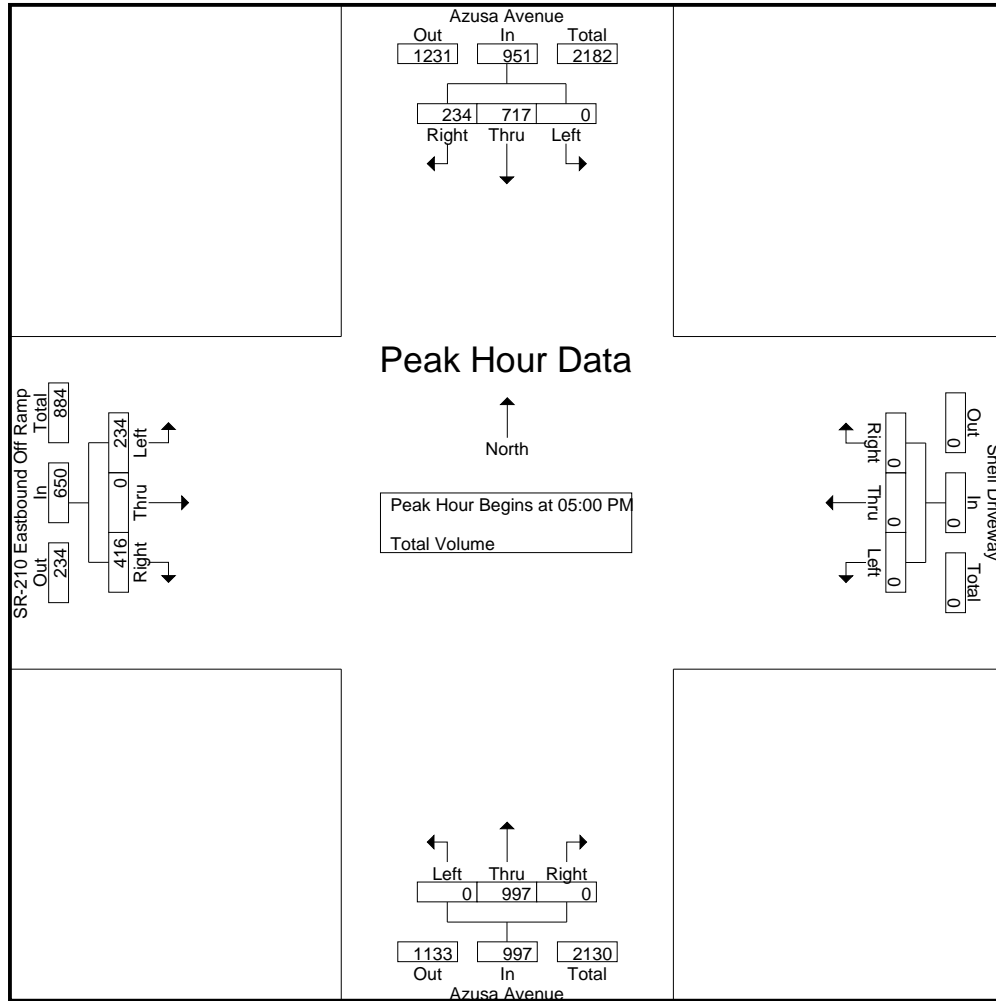 Azusa Avenue
Out In Total
1231 951 2182
234 717 0
Right Thru Left
Peak Hour Data
North
Peak Hour Begins at 05:00 PM
Total Volume
SR-210 Eastbound Off Ramp
Out In Total
234 650 884
Left Thru Right
234 0 416
Shell Driveway
Out In Total
0 0 0
Right Thru Left
0 0 0
Left Thru Right
0 997 0
1133 997 2130
Out In Total
Azusa Avenue